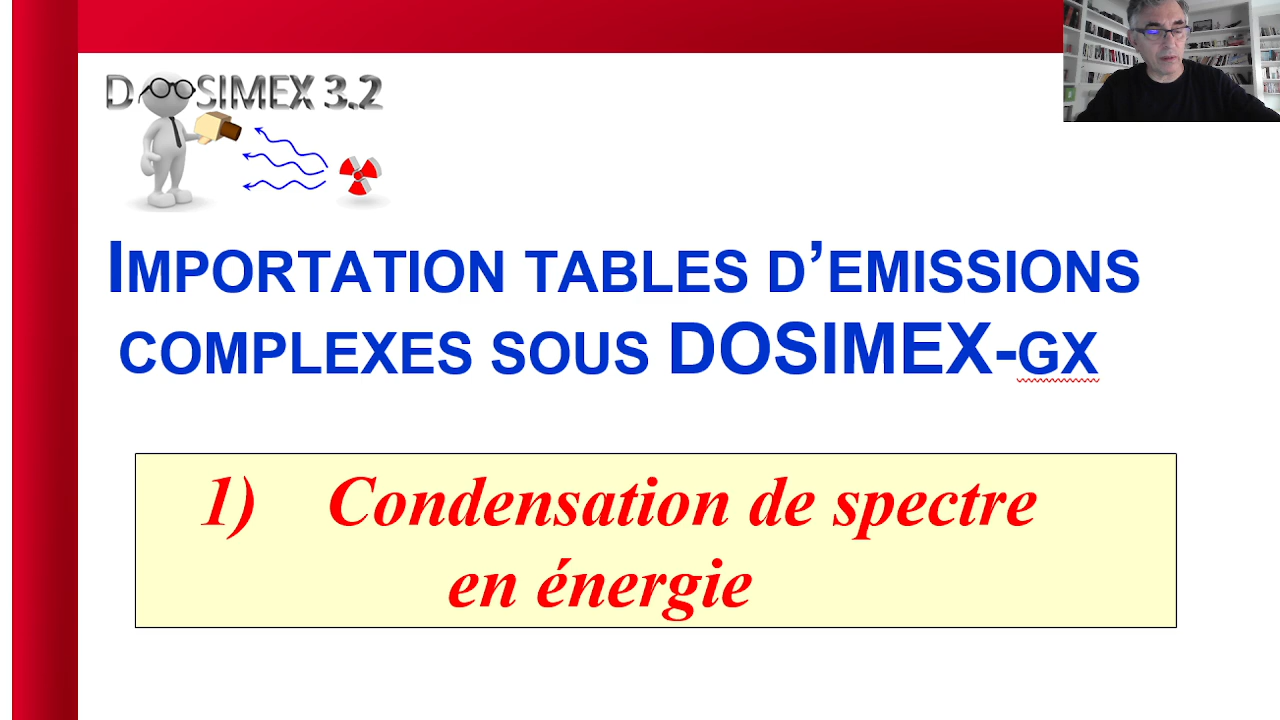 DOSIMEX 3.2
IMPORTATION TABLES D’EMISSIONS
COMPLEXES SOUS DOSIMEX-GX
1) Condensation de spectre
en énergie